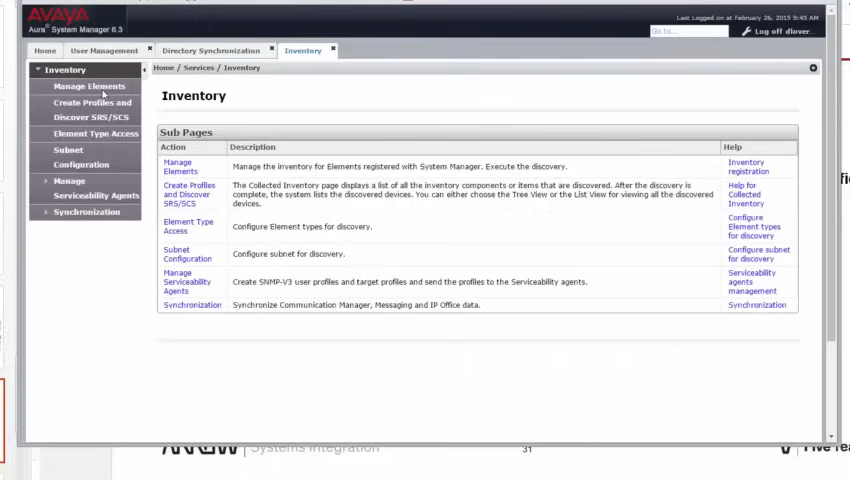 AVAYA
Aura® System Manager 6.3
Last Logged on at February 26, 2015 9:45 AM
Go to...
Log off dlover..
Home
User Management
Directory Synchronization
Inventory
Inventory
Home / Services / Inventory
Manage Elements
Create Profiles and
Discover SRS/SCS
Element Type Access
Subnet
Configuration
Manage
Serviceability Agents
Synchronization
Inventory
Sub Pages
Action
Description
Help
Manage
Elements
Manage the inventory for Elements registered with System Manager. Execute the discovery.
Inventory
registration
Create Profiles
and Discover
SRS/SCS
The Collected Inventory page displays a list of all the inventory components or items that are discovered. After the discovery is
complete, the system lists the discovered devices. You can either choose the Tree View or the List View for viewing all the discovered
devices.
Help for
Collected
Inventory
Element Type
Access
Configure Element types for discovery.
Configure
Element types
for discovery
Subnet
Configuration
Configure subnet for discovery.
Configure subnet
for discovery
Manage
Serviceability
Agents
Create SNMP-V3 user profiles and target profiles and send the profiles to the Serviceability agents.
Serviceability
agents
management
Synchronization
Synchronize Communication Manager, Messaging and IP Office data.
Synchronization
Systems Integration
31